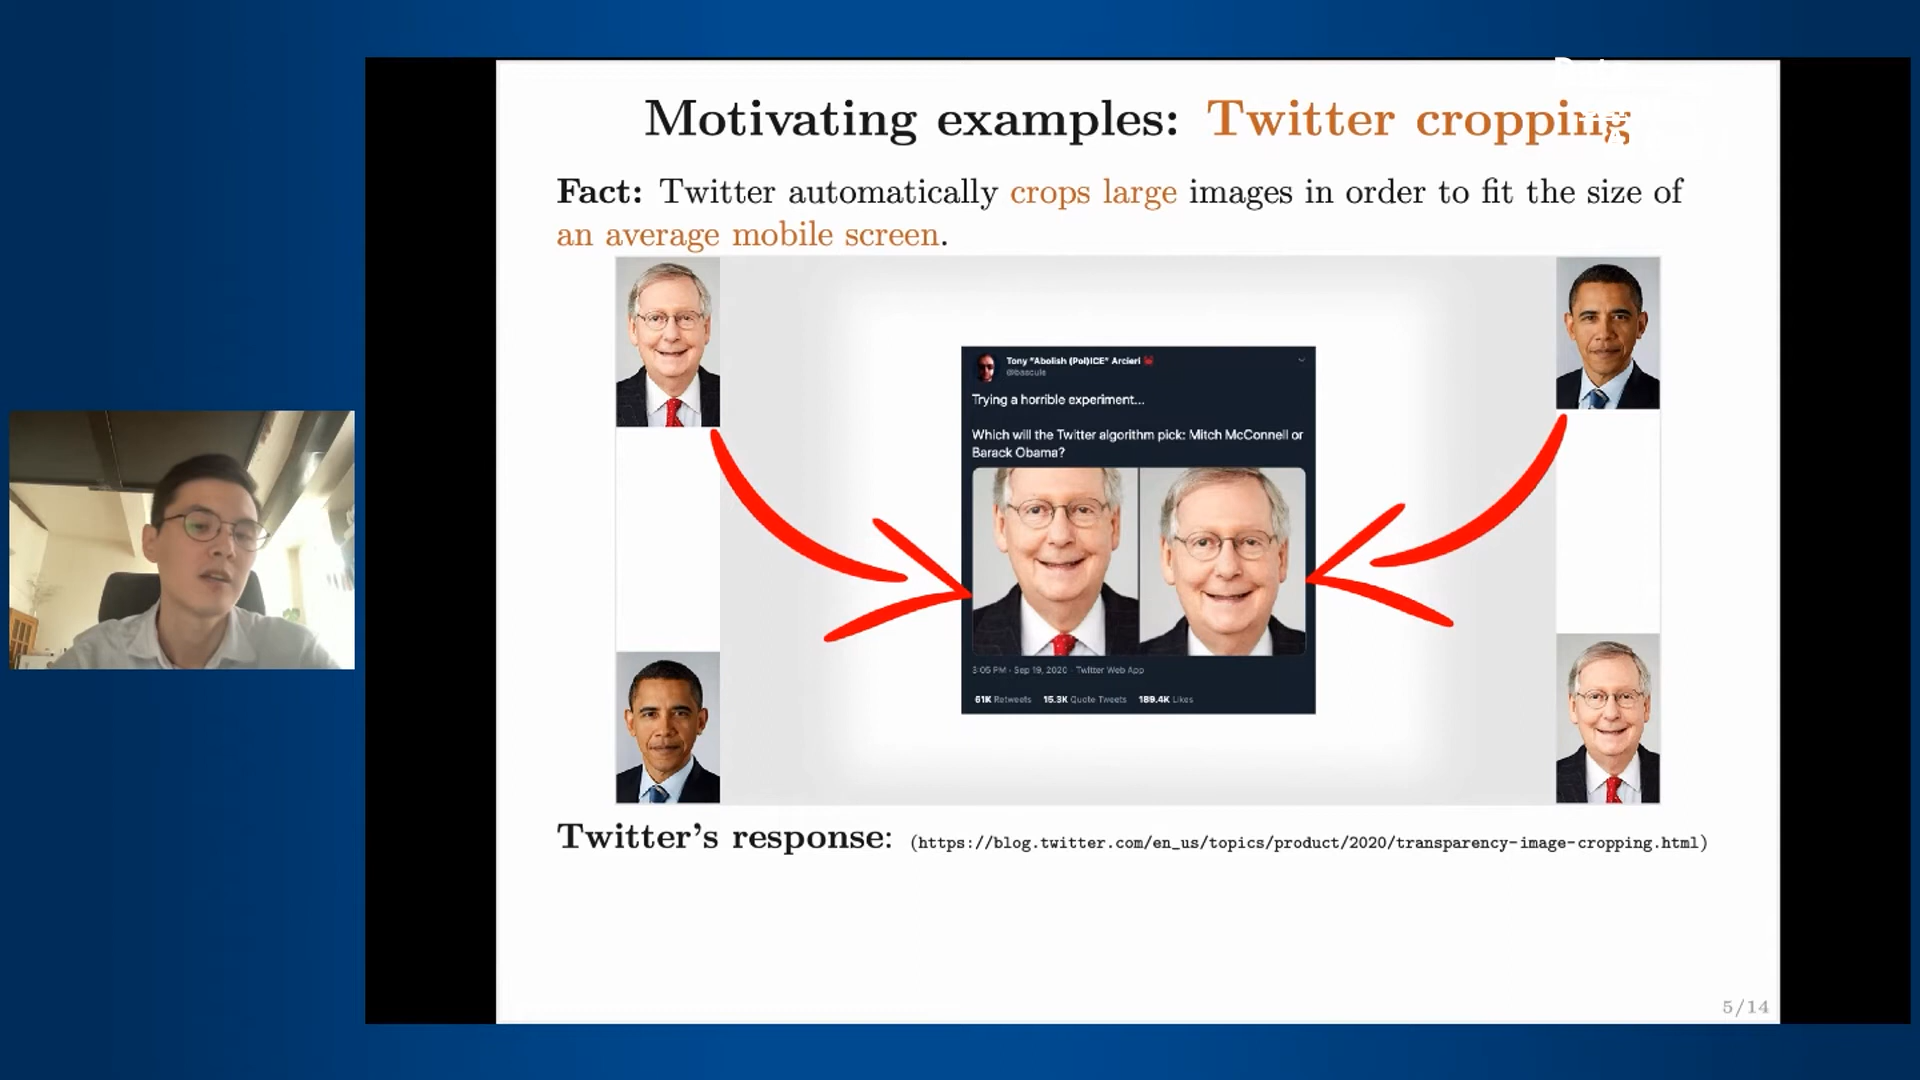 Motivating examples: Twitter cropping
Fact: Twitter automatically crops large images in order to fit the size of
an average mobile screen.
Tony "Abolish (Pol)ICE" Arcieri
@bascule
Trying a horrible experiment...
Which will the Twitter algorithm pick: Mitch McConnell or
Barack Obama?
3:05 PM · Sep 19, 2020 · Twitter Web App
61K Retweets 15.3K Quote Tweets 189.4K Likes
Twitter's response: (https://blog.twitter.com/en_us/topics/product/2020/transparency-image-cropping.html)
5/14